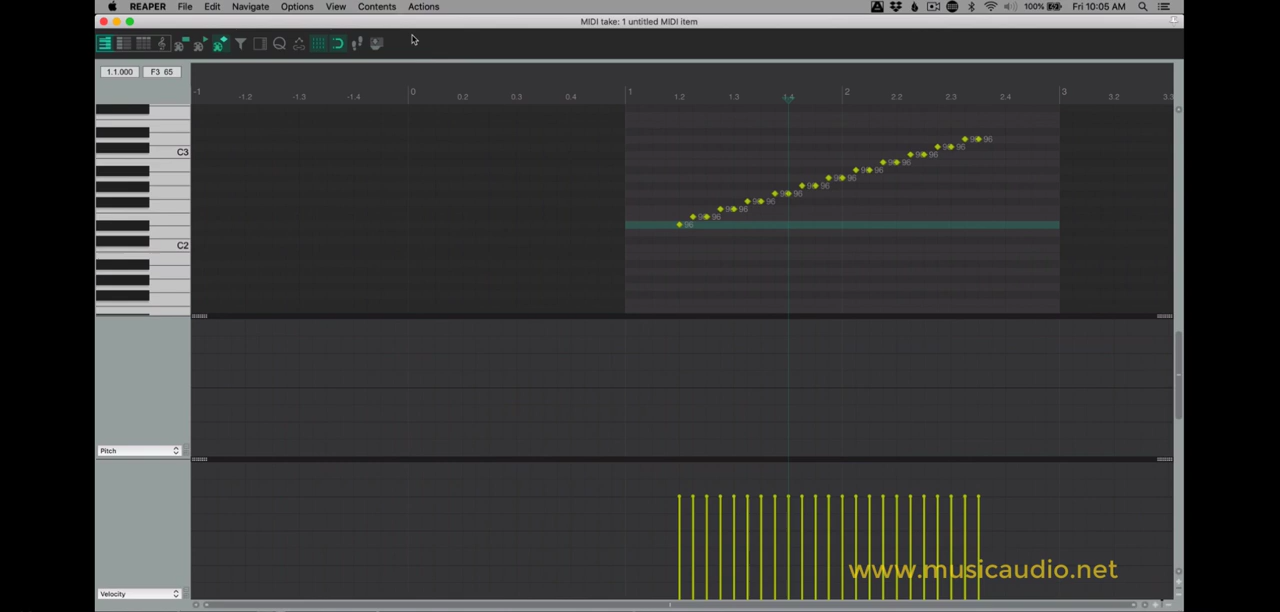 REAPER File Edit Navigate Options View Contents Actions 100% Fri 10:05 AM
MIDI take: 1 untitled MIDI item
1.1.000 F3 65
-1 -1.2 -1.3 -1.4 0 0.2 0.3 0.4 1 1.2 1.3 1.4 2 2.2 2.3 2.4 3 3.2 3.3
C3
C2
Pitch
Velocity
www.musicaudio.net